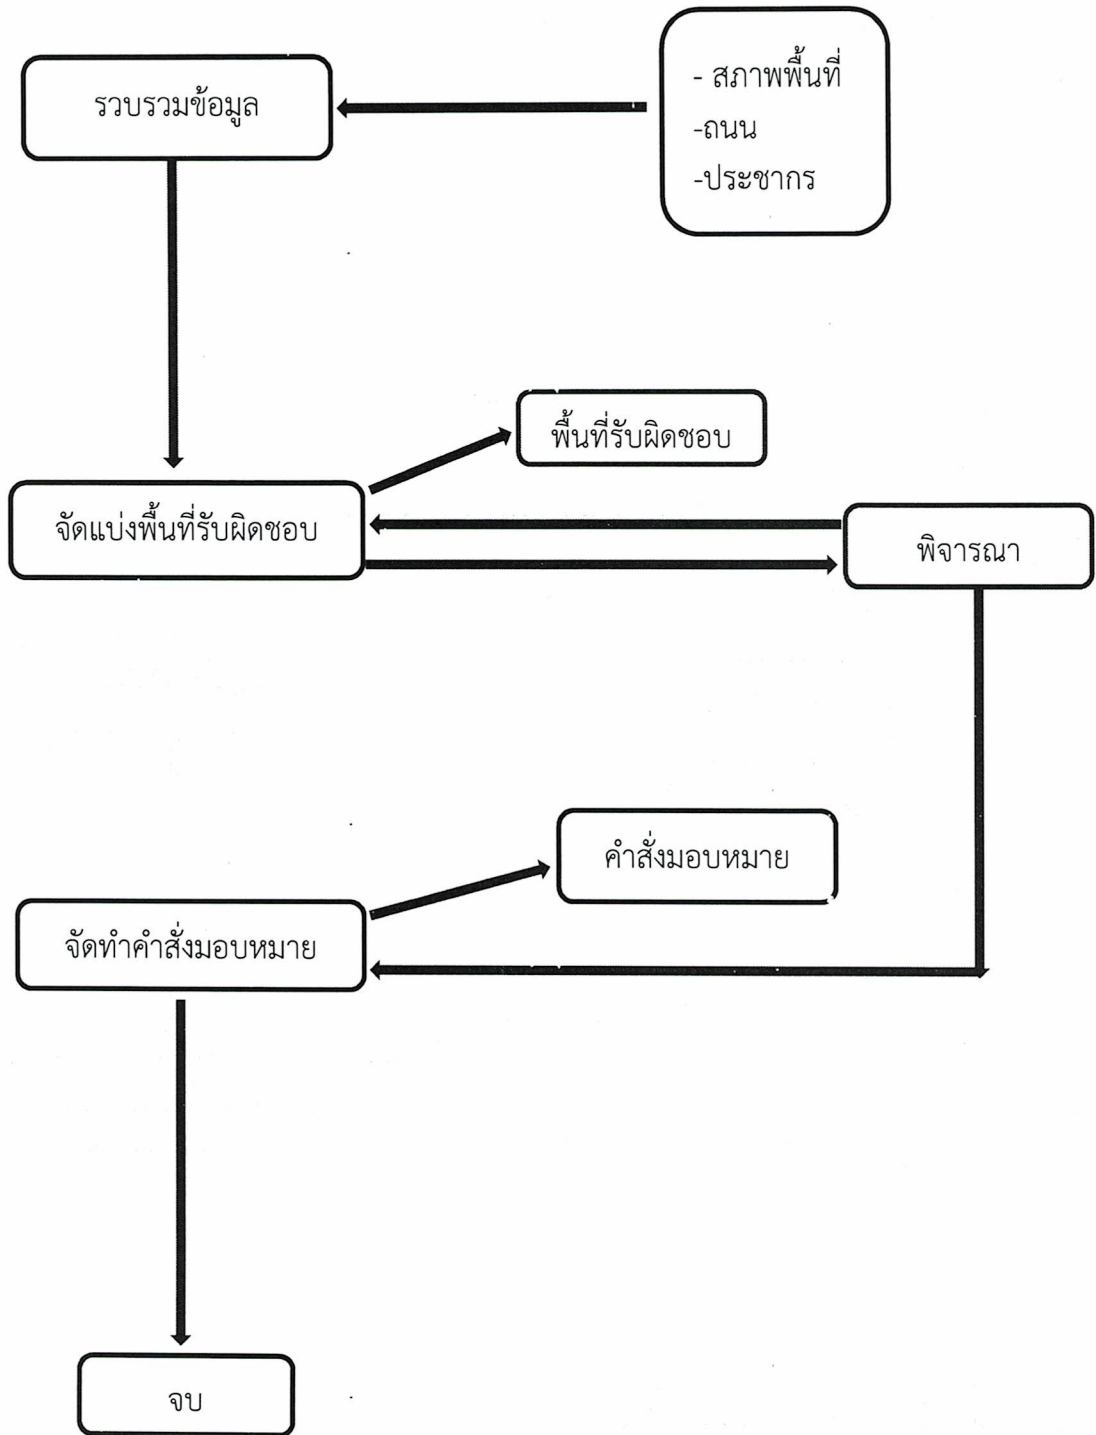 รวบรวมข้อมูล
- สภาพพื้นที่
-ถนน
-ประชากร
พื้นที่รับผิดชอบ
จัดแบ่งพื้นที่รับผิดชอบ
พิจารณา
คำสั่งมอบหมาย
จัดทำคำสั่งมอบหมาย
จบ